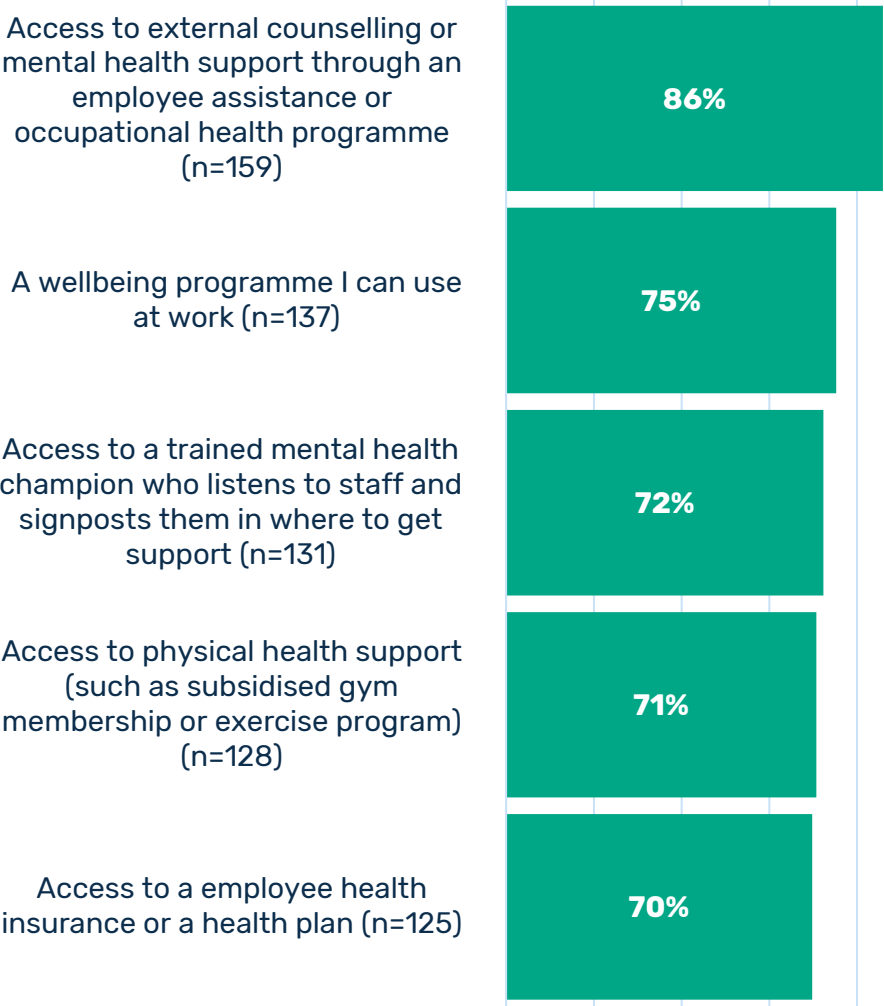 Access to external counselling or
mental health support through an
employee assistance or
occupational health programme
(n=159)
86%
A wellbeing programme I can use
at work (n=137)
75%
Access to a trained mental health
champion who listens to staff and
signposts them in where to get
support (n=131)
72%
Access to physical health support
(such as subsidised gym
membership or exercise program)
(n=128)
71%
Access to a employee health
insurance or a health plan (n=125)
70%